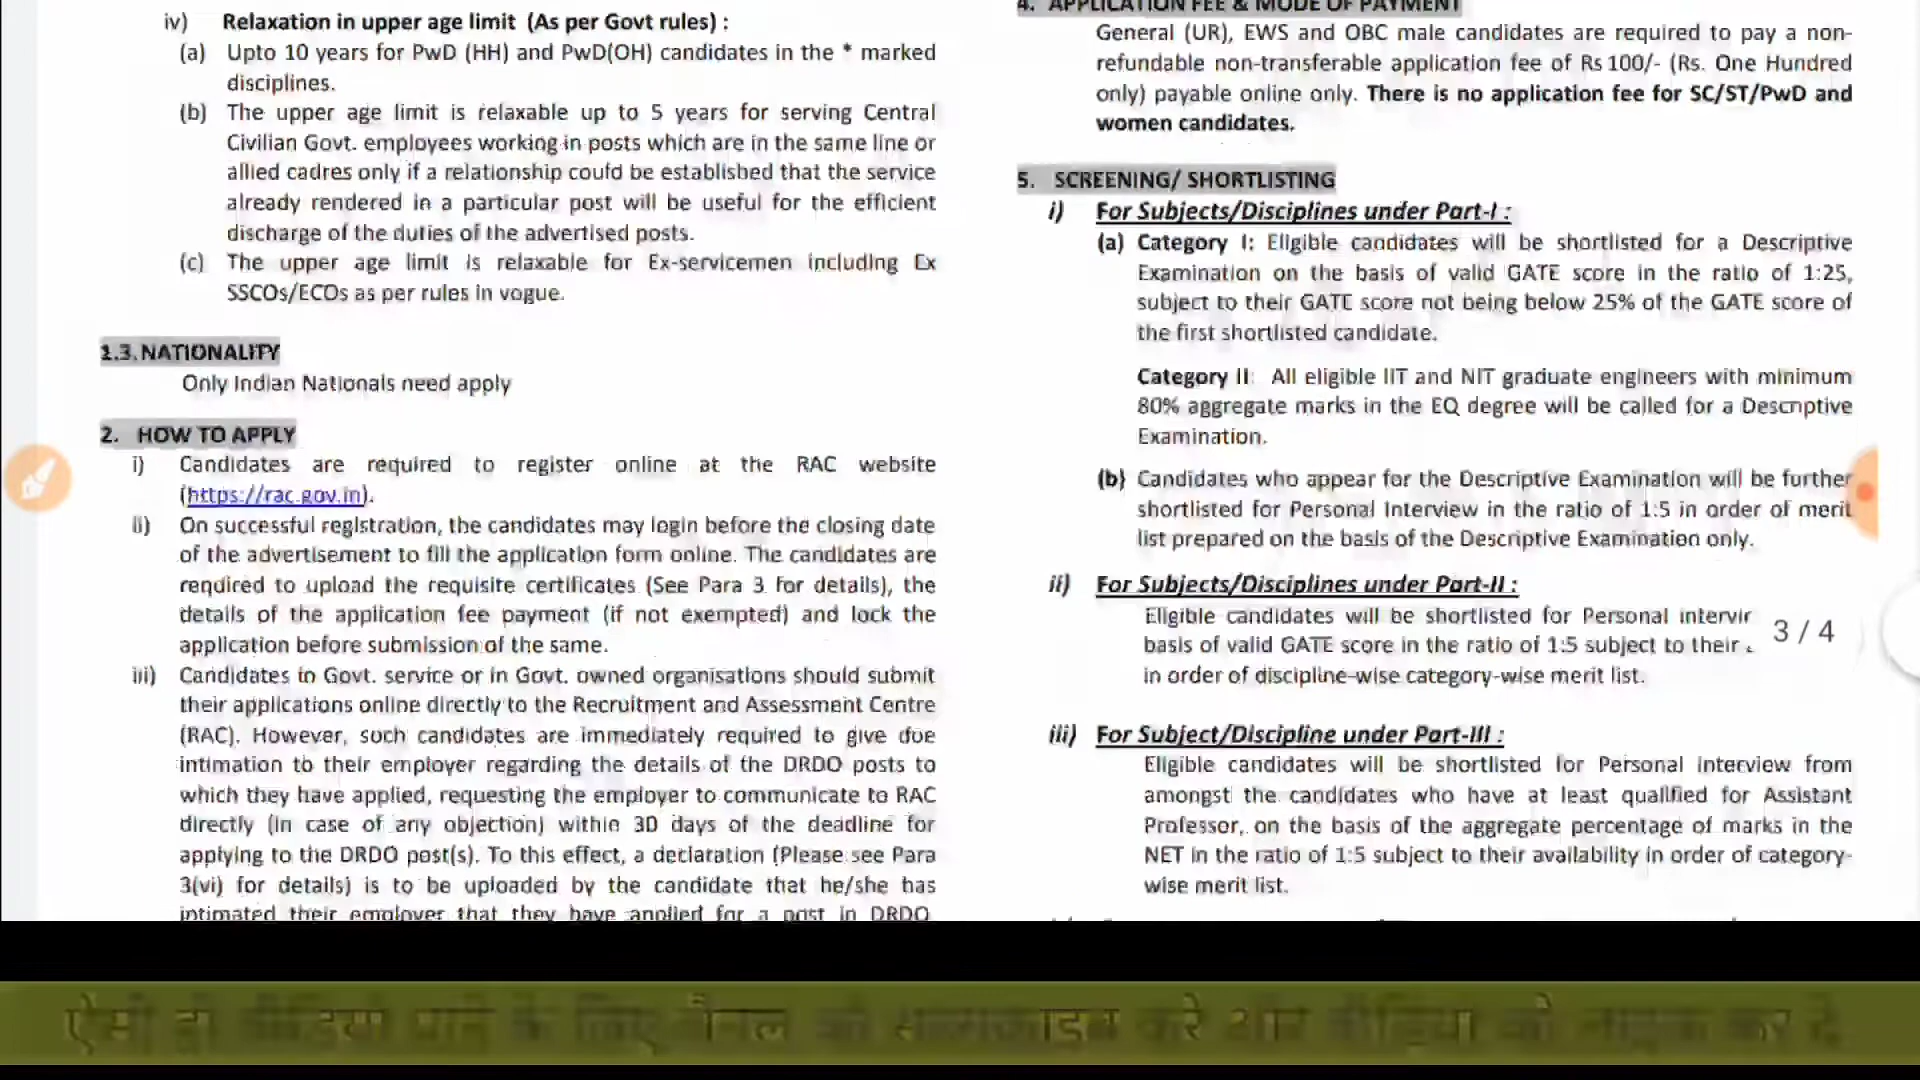 iv) Relaxation in upper age limit (As per Govt rules) :
(a) Upto 10 years for PwD (HH) and PwD(OH) candidates in the * marked
disciplines.
(b) The upper age limit is relaxable up to 5 years for serving Central
Civilian Govt. employees working in posts which are in the same line or
allied cadres only if a relationship could be established that the service
already rendered in a particular post will be useful for the efficient
discharge of the duties of the advertised posts.
(c) The upper age limit is relaxable for Ex-servicemen including Ex
SSCOs/ECOs as per rules in vogue.
1.3. NATIONALITY
Only Indian Nationals need apply
2. HOW TO APPLY
i) Candidates are required to register online at the RAC website
(https://rac.gov.in).
ii) On successful registration, the candidates may login before the closing date
of the advertisement to fill the application form online. The candidates are
required to upload the requisite certificates (See Para 3 for details), the
details of the application fee payment (if not exempted) and lock the
application before submission of the same.
iii) Candidates in Govt. service or in Govt. owned organisations should submit
their applications online directly to the Recruitment and Assessment Centre
(RAC). However, such candidates are immediately required to give due
intimation to their employer regarding the details of the DRDO posts to
which they have applied, requesting the employer to communicate to RAC
directly (in case of any objection) within 30 days of the deadline for
applying to the DRDO post(s). To this effect, a declaration (Please see Para
3(vi) for details) is to be uploaded by the candidate that he/she has
intimated their employer that they have applied for a post in DRDO.
4. APPLICATION FEE & MODE OF PAYMENT
General (UR), EWS and OBC male candidates are required to pay a non-
refundable non-transferable application fee of Rs 100/- (Rs. One Hundred
only) payable online only. There is no application fee for SC/ST/PwD and
women candidates.
5. SCREENING/ SHORTLISTING
i) For Subjects/Disciplines under Part-I :
(a) Category I: Eligible candidates will be shortlisted for a Descriptive
Examination on the basis of valid GATE score in the ratio of 1:25,
subject to their GATE score not being below 25% of the GATE score of
the first shortlisted candidate.
Category II: All eligible IIT and NIT graduate engineers with minimum
80% aggregate marks in the EQ degree will be called for a Descriptive
Examination.
(b) Candidates who appear for the Descriptive Examination will be further
shortlisted for Personal Interview in the ratio of 1:5 in order of merit
list prepared on the basis of the Descriptive Examination only.
ii) For Subjects/Disciplines under Part-II :
Eligible candidates will be shortlisted for Personal
basis of valid GATE score in the ratio of 1:5 subject to their
in order of discipline-wise category-wise merit list.
3 / 4
iii) For Subject/Discipline under Part-III :
Eligible candidates will be shortlisted for Personal interview from
amongst the candidates who have at least qualified for Assistant
Professor, on the basis of the aggregate percentage of marks in the
NET in the ratio of 1:5 subject to their availability in order of category-
wise merit list.
ऐसी ही वीडियो पाने के लिए चैनल को सब्सक्राइब करे और वीडियो को लाइक कर दे